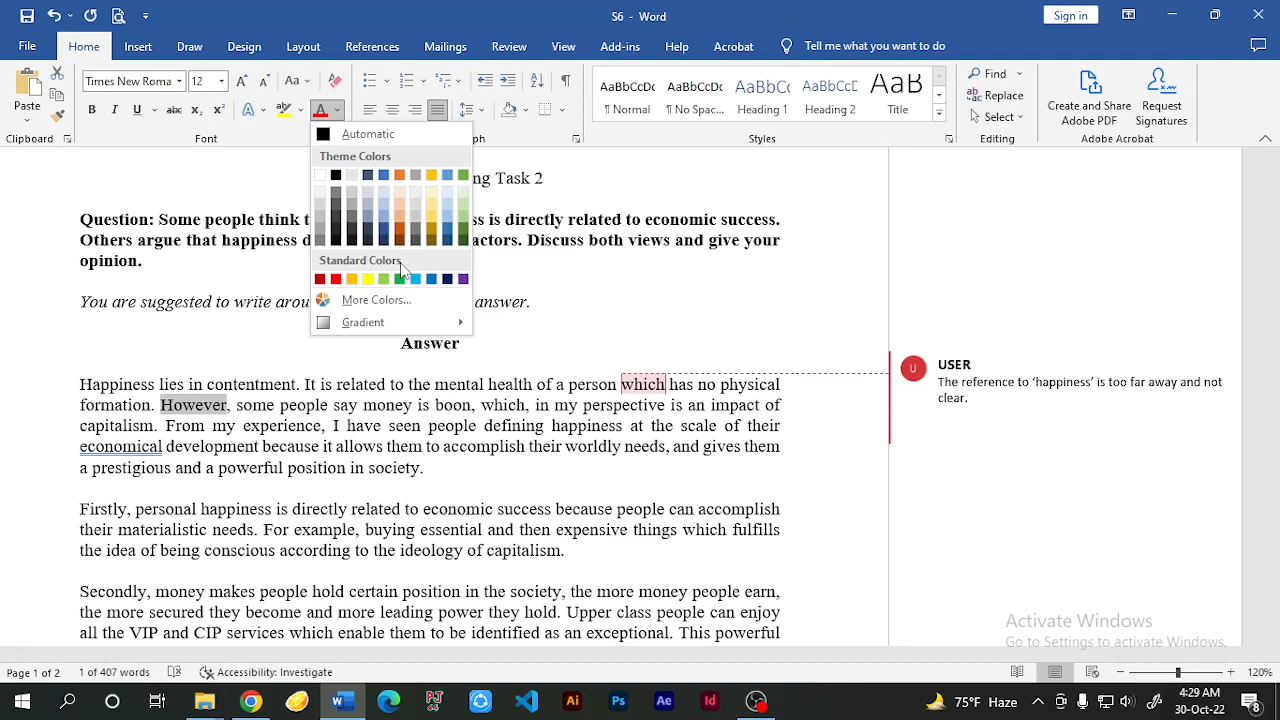 S6 - Word
Sign in
File Home Insert Draw Design Layout References Mailings Review View Add-ins Help Acrobat Tell me what you want to do
Paste
Clipboard
Times New Roma 12
Aa
B I U abc x₂ x²
A
Font
AaBbCcDc AaBbCcDc AaBbCc AaBbCcD AaB
¶ Normal ¶ No Spac... Heading 1 Heading 2 Title
Styles
Find
Replace
Select
Editing
Create and Share Adobe PDF
Request Signatures
Adobe Acrobat
Automatic
Theme Colors
Standard Colors
More Colors...
Gradient
ng Task 2
Question: Some people think t s is directly related to economic success.
Others argue that happiness d actors. Discuss both views and give your
opinion.
You are suggested to write arou answer.
Answer
Happiness lies in contentment. It is related to the mental health of a person which has no physical
formation. However, some people say money is boon, which, in my perspective is an impact of
capitalism. From my experience, I have seen people defining happiness at the scale of their
economical development because it allows them to accomplish their worldly needs, and gives them
a prestigious and a powerful position in society.
Firstly, personal happiness is directly related to economic success because people can accomplish
their materialistic needs. For example, buying essential and then expensive things which fulfills
the idea of being conscious according to the ideology of capitalism.
Secondly, money makes people hold certain position in the society, the more money people earn,
the more secured they become and more leading power they hold. Upper class people can enjoy
all the VIP and CIP services which enable them to be identified as an exceptional. This powerful
U
USER
The reference to ‘happiness’ is too far away and not
clear.
Activate Windows
Go to Settings to activate Windows.
Page 1 of 2 1 of 407 words Accessibility: Investigate 120%
75°F Haze
4:29 AM
30-Oct-22
8